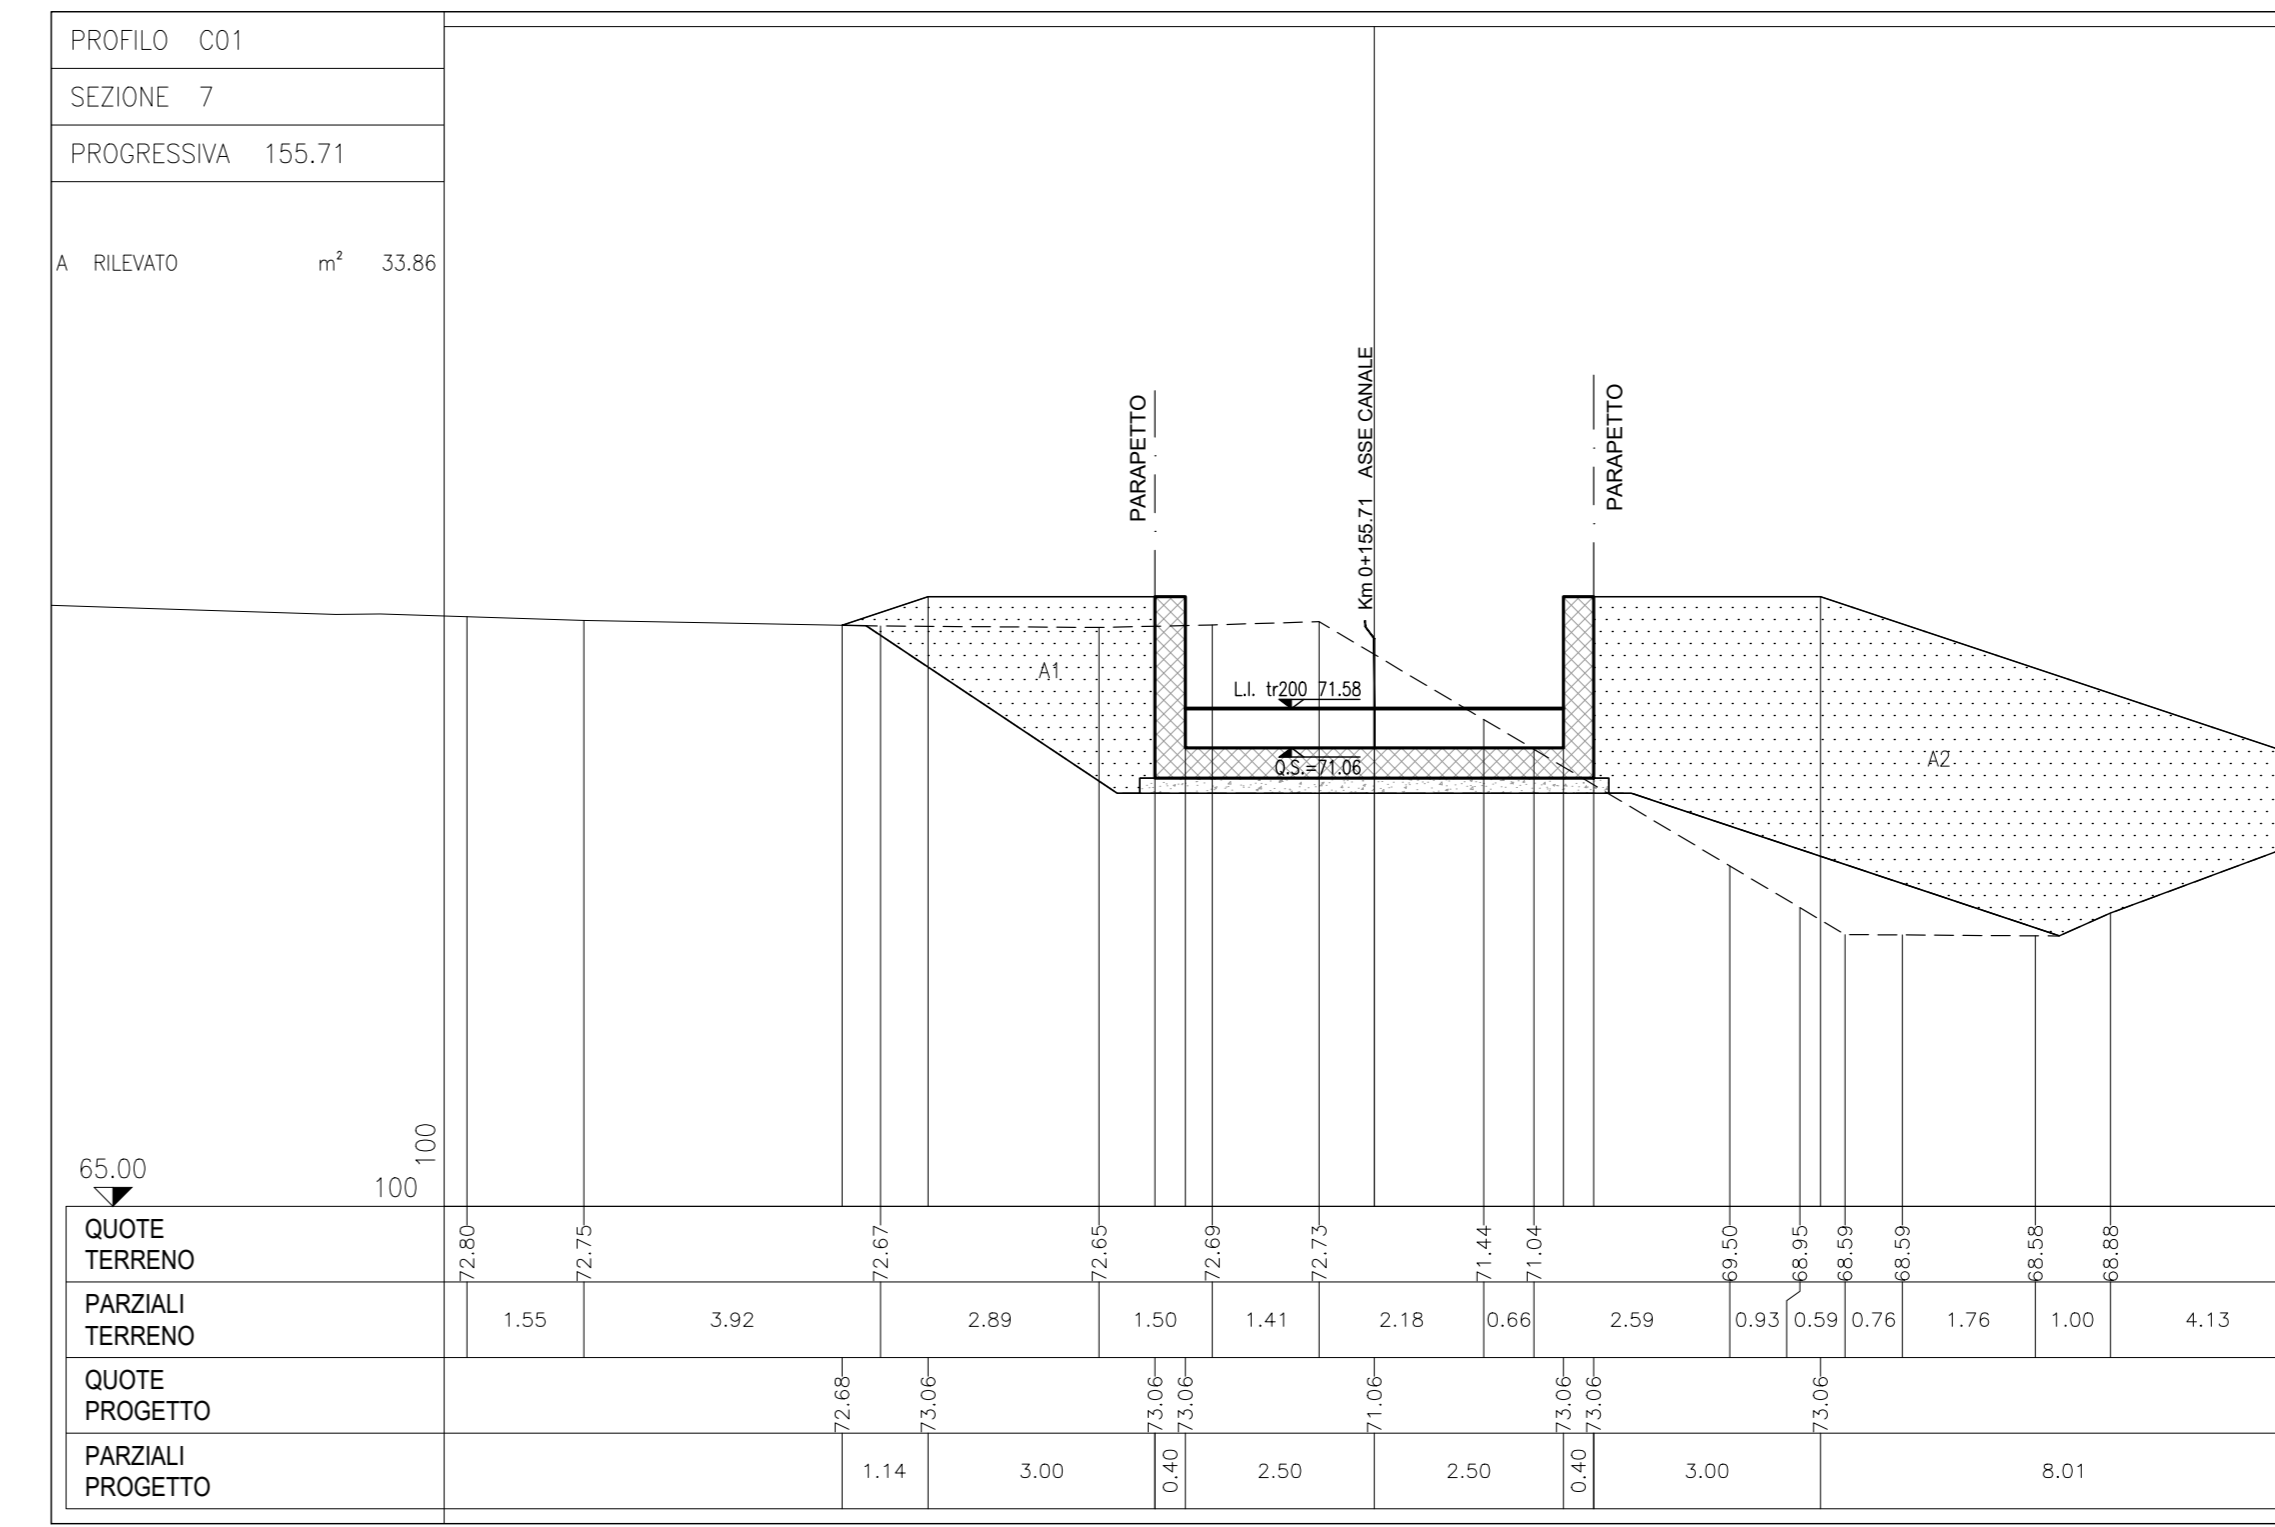 PROFILO C01
SEZIONE 7
PROGRESSIVA 155.71
A RILEVATO m² 33.86
PARAPETTO
Km 0+155.71 ASSE CANALE
PARAPETTO
A1
L.I. tr200 71.58
Q.S.=71.06
A2
65.00
100
100
QUOTE
TERRENO
72.80 72.75 72.67 72.65 72.69 72.73 71.44 71.04 69.50 68.95 68.59 68.59 68.58 68.88
PARZIALI
TERRENO
1.55 3.92 2.89 1.50 1.41 2.18 0.66 2.59 0.93 0.59 0.76 1.76 1.00 4.13
QUOTE
PROGETTO
72.68 73.06 73.06 73.06 71.06 73.06 73.06 73.06
PARZIALI
PROGETTO
1.14 3.00 0.40 2.50 2.50 0.40 3.00 8.01